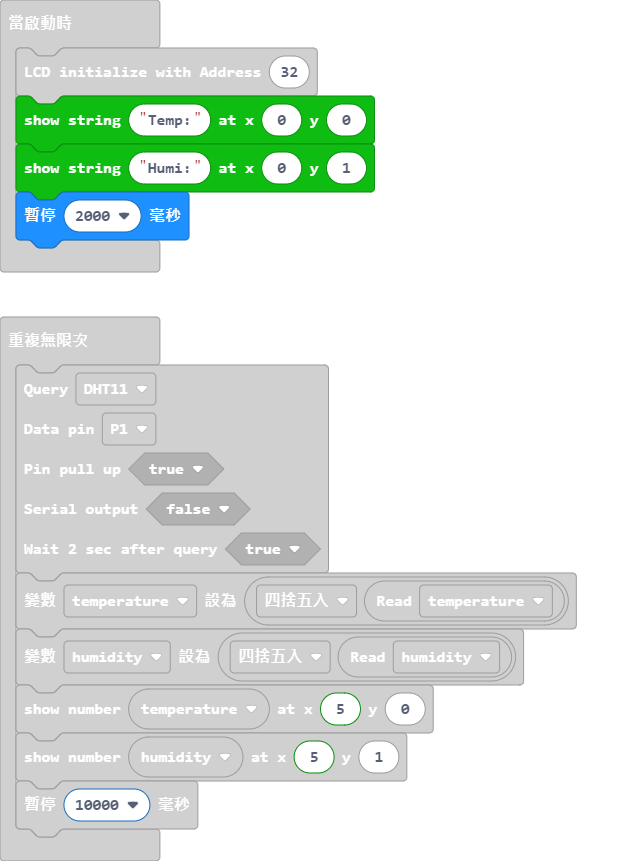 當啟動時
LCD initialize with Address 32
show string "Temp:" at x 0 y 0
show string "Humi:" at x 0 y 1
暫停 2000 毫秒
重複無限次
Query DHT11
Data pin P1
Pin pull up true
Serial output false
Wait 2 sec after query true
變數 temperature 設為 四捨五入 Read temperature
變數 humidity 設為 四捨五入 Read humidity
show number temperature at x 5 y 0
show number humidity at x 5 y 1
暫停 10000 毫秒